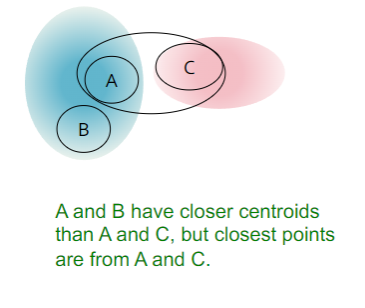 A
C
B
A and B have closer centroids
than A and C, but closest points
are from A and C.